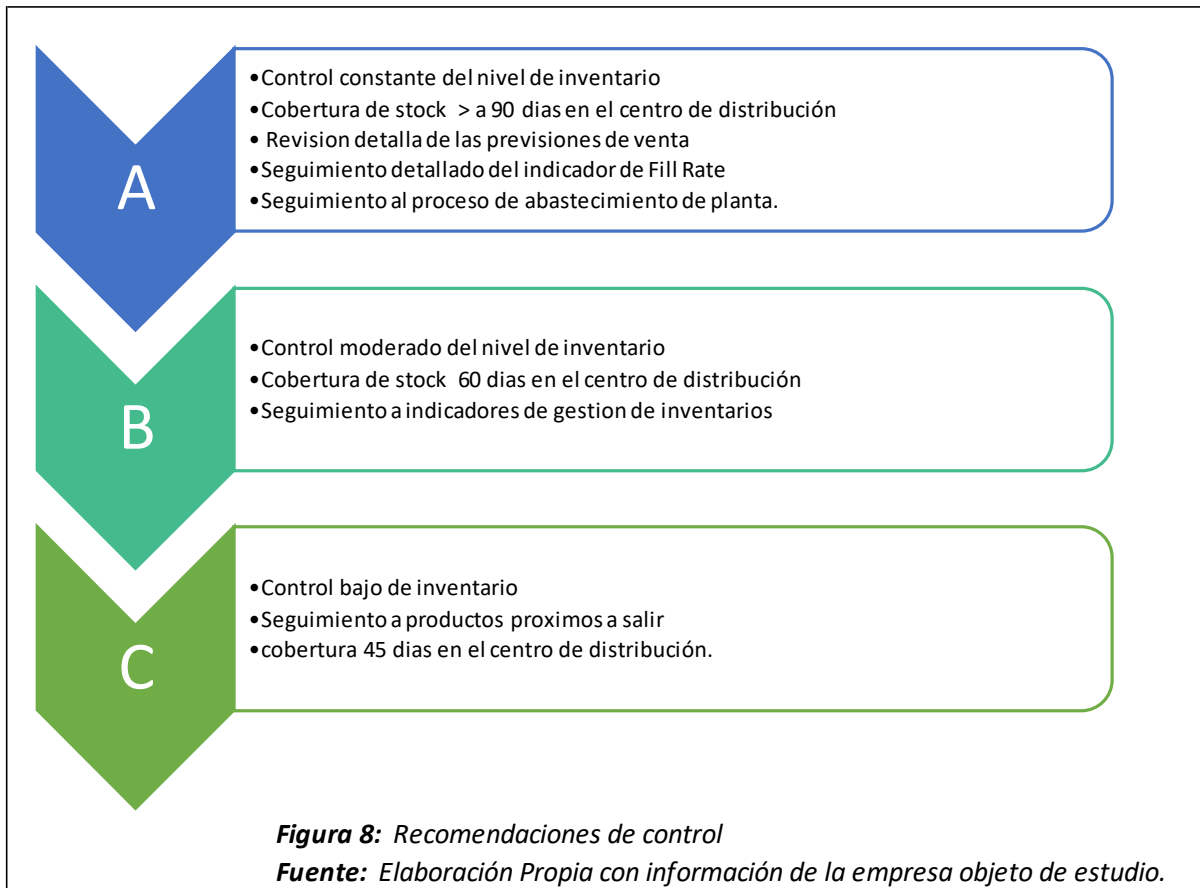 A
•Control constante del nivel de inventario
•Cobertura de stock > a 90 dias en el centro de distribución
• Revision detalla de las previsiones de venta
•Seguimiento detallado del indicador de Fill Rate
•Seguimiento al proceso de abastecimiento de planta.
B
•Control moderado del nivel de inventario
•Cobertura de stock 60 dias en el centro de distribución
•Seguimiento a indicadores de gestion de inventarios
C
•Control bajo de inventario
•Seguimiento a productos proximos a salir
•cobertura 45 dias en el centro de distribución.
Figura 8: Recomendaciones de control
Fuente: Elaboración Propia con información de la empresa objeto de estudio.